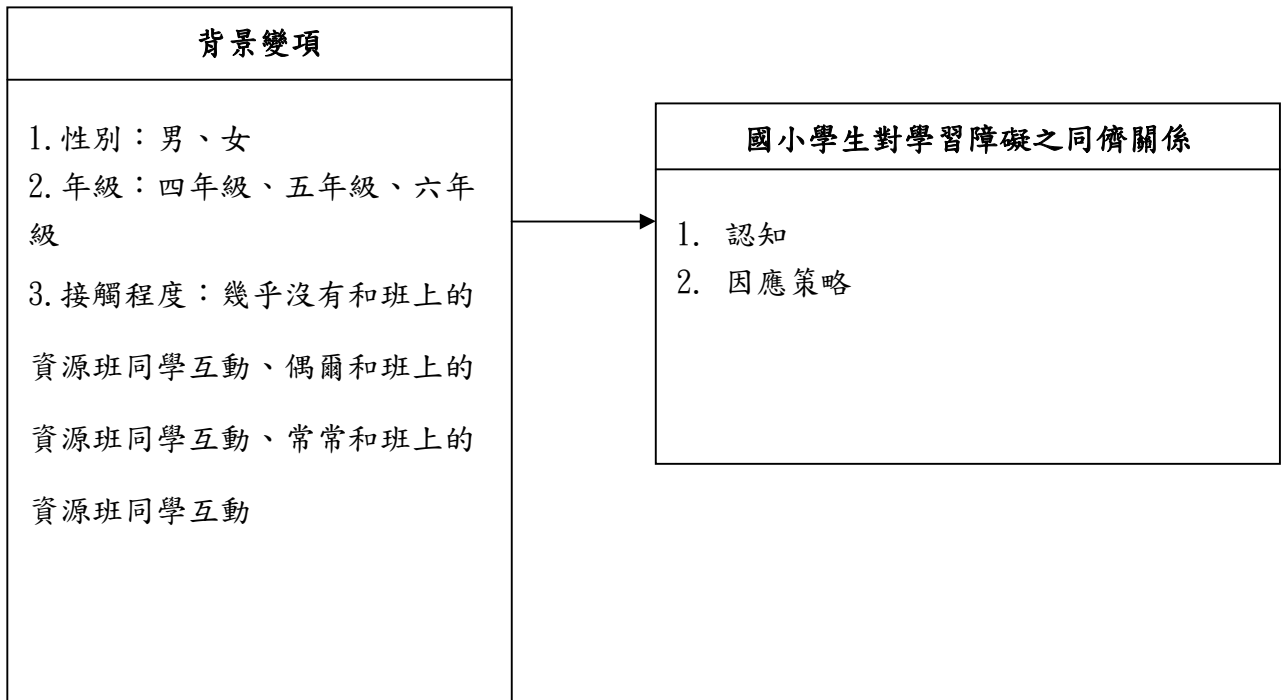 背景變項
1.性別：男、女
2.年級：四年級、五年級、六年
級
3.接觸程度：幾乎沒有和班上的
資源班同學互動、偶爾和班上的
資源班同學互動、常常和班上的
資源班同學互動
國小學生對學習障礙之同儕關係
1. 認知
2. 因應策略